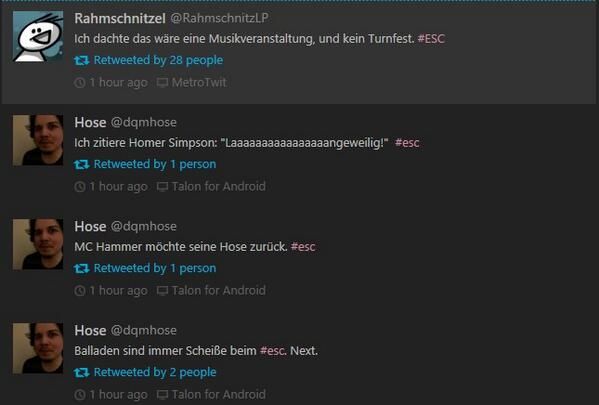 Rahmschnitzel @RahmschnitzLP
Ich dachte das wäre eine Musikveranstaltung, und kein Turnfest. #ESC
Retweeted by 28 people
1 hour ago MetroTwit
Hose @dqmhose
Ich zitiere Homer Simpson: "Laaaaaaaaaaaaaaaangeweilig!" #esc
Retweeted by 1 person
1 hour ago Talon for Android
Hose @dqmhose
MC Hammer möchte seine Hose zurück. #esc
Retweeted by 1 person
1 hour ago Talon for Android
Hose @dqmhose
Balladen sind immer Scheiße beim #esc. Next.
Retweeted by 2 people
1 hour ago Talon for Android